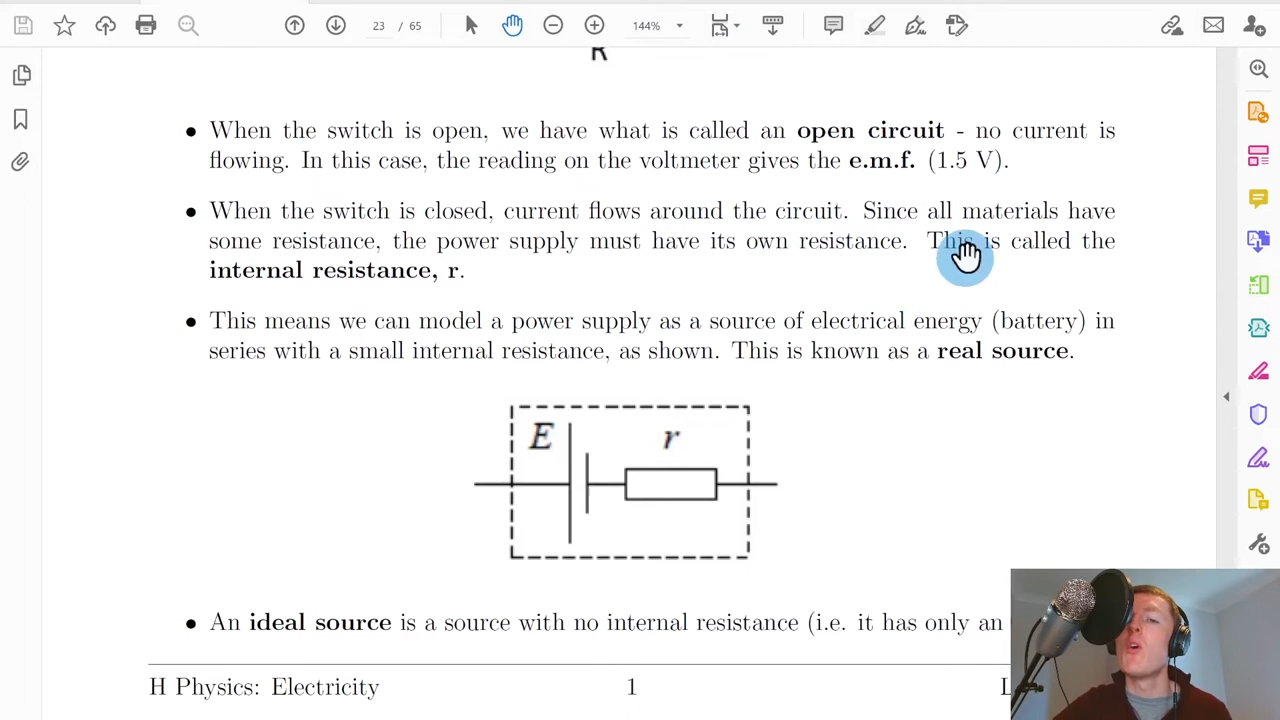 23 / 65
144%
R
• When the switch is open, we have what is called an open circuit - no current is
flowing. In this case, the reading on the voltmeter gives the e.m.f. (1.5 V).
• When the switch is closed, current flows around the circuit. Since all materials have
some resistance, the power supply must have its own resistance. This is called the
internal resistance, r.
• This means we can model a power supply as a source of electrical energy (battery) in
series with a small internal resistance, as shown. This is known as a real source.
E r
• An ideal source is a source with no internal resistance (i.e. it has only an
H Physics: Electricity 1 L